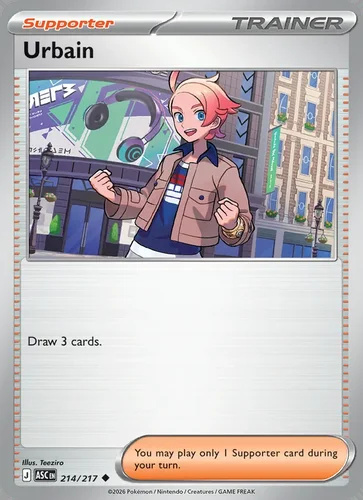 Supporter
TRAINER
Urbain
Draw 3 cards.
Illus. Teeziro
You may play only 1 Supporter card during
your turn.
J ASC EN 214/217 ◆
©2026 Pokémon / Nintendo / Creatures / GAME FREAK